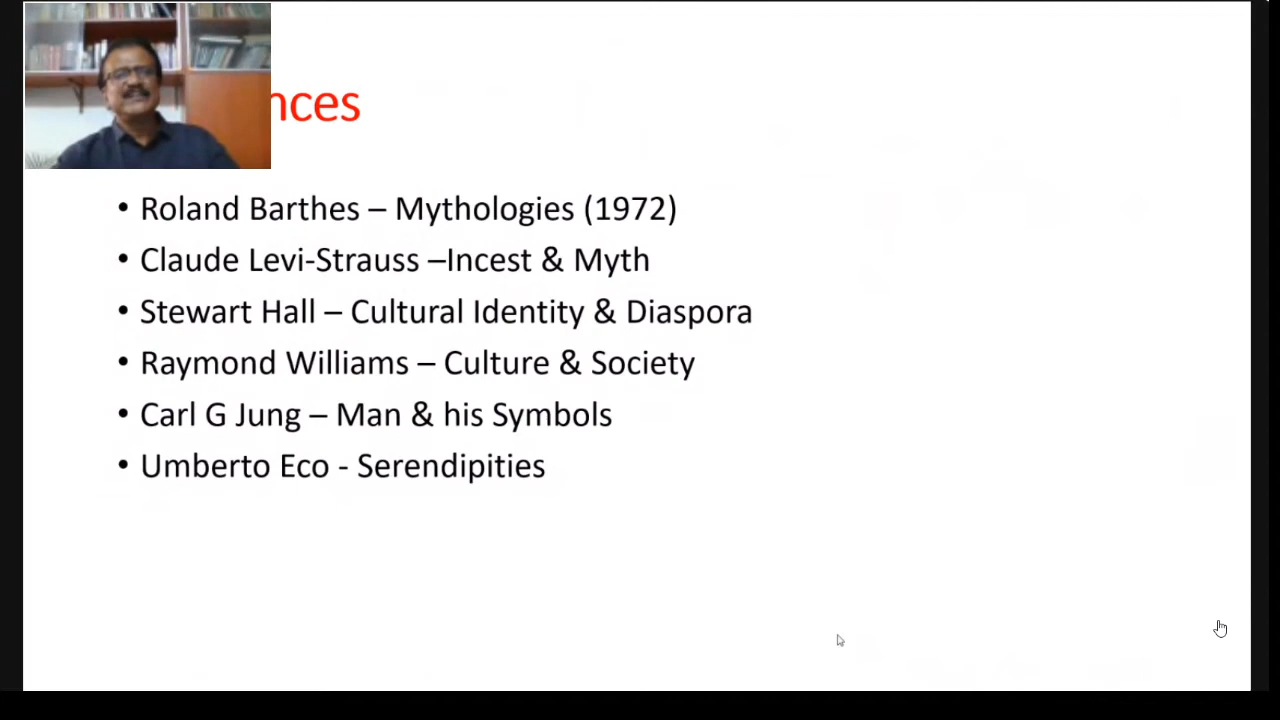 nces
• Roland Barthes – Mythologies (1972)
• Claude Levi-Strauss –Incest & Myth
• Stewart Hall – Cultural Identity & Diaspora
• Raymond Williams – Culture & Society
• Carl G Jung – Man & his Symbols
• Umberto Eco - Serendipities